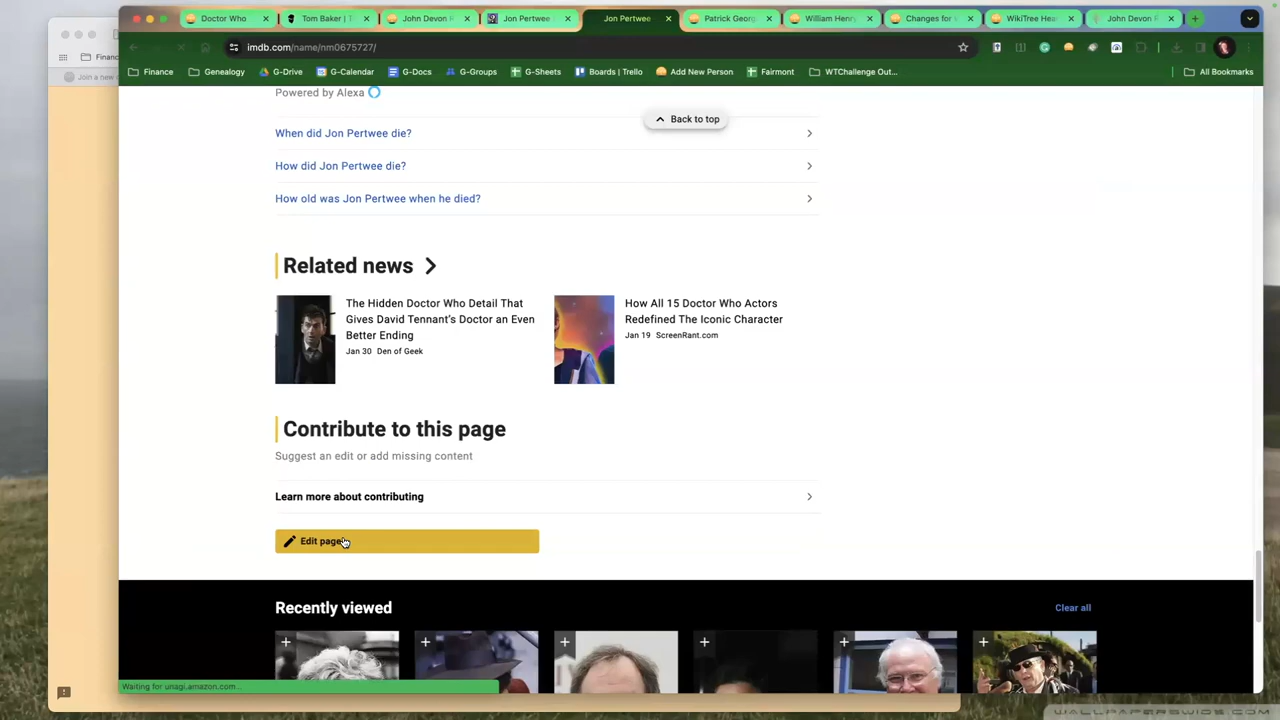 Doctor Who
Tom Baker | T
John Devon P
Jon Pertwee
Jon Pertwee
Patrick Georg
William Henry
Changes for
WikiTree Hea
John Devon P
imdb.com/name/nm0675727/
Financ
Join a new
Finance
Genealogy
G-Drive
G-Calendar
G-Docs
G-Groups
G-Sheets
Boards | Trello
Add New Person
Fairmont
WTChallenge Out...
All Bookmarks
Powered by Alexa
Back to top
When did Jon Pertwee die?
How did Jon Pertwee die?
How old was Jon Pertwee when he died?
Related news
The Hidden Doctor Who Detail That
Gives David Tennant's Doctor an Even
Better Ending
Jan 30 Den of Geek
How All 15 Doctor Who Actors
Redefined The Iconic Character
Jan 19 ScreenRant.com
Contribute to this page
Suggest an edit or add missing content
Learn more about contributing
Edit page
Recently viewed
Clear all
Waiting for unagi.amazon.com...
WALLPAPERSWIDE.COM